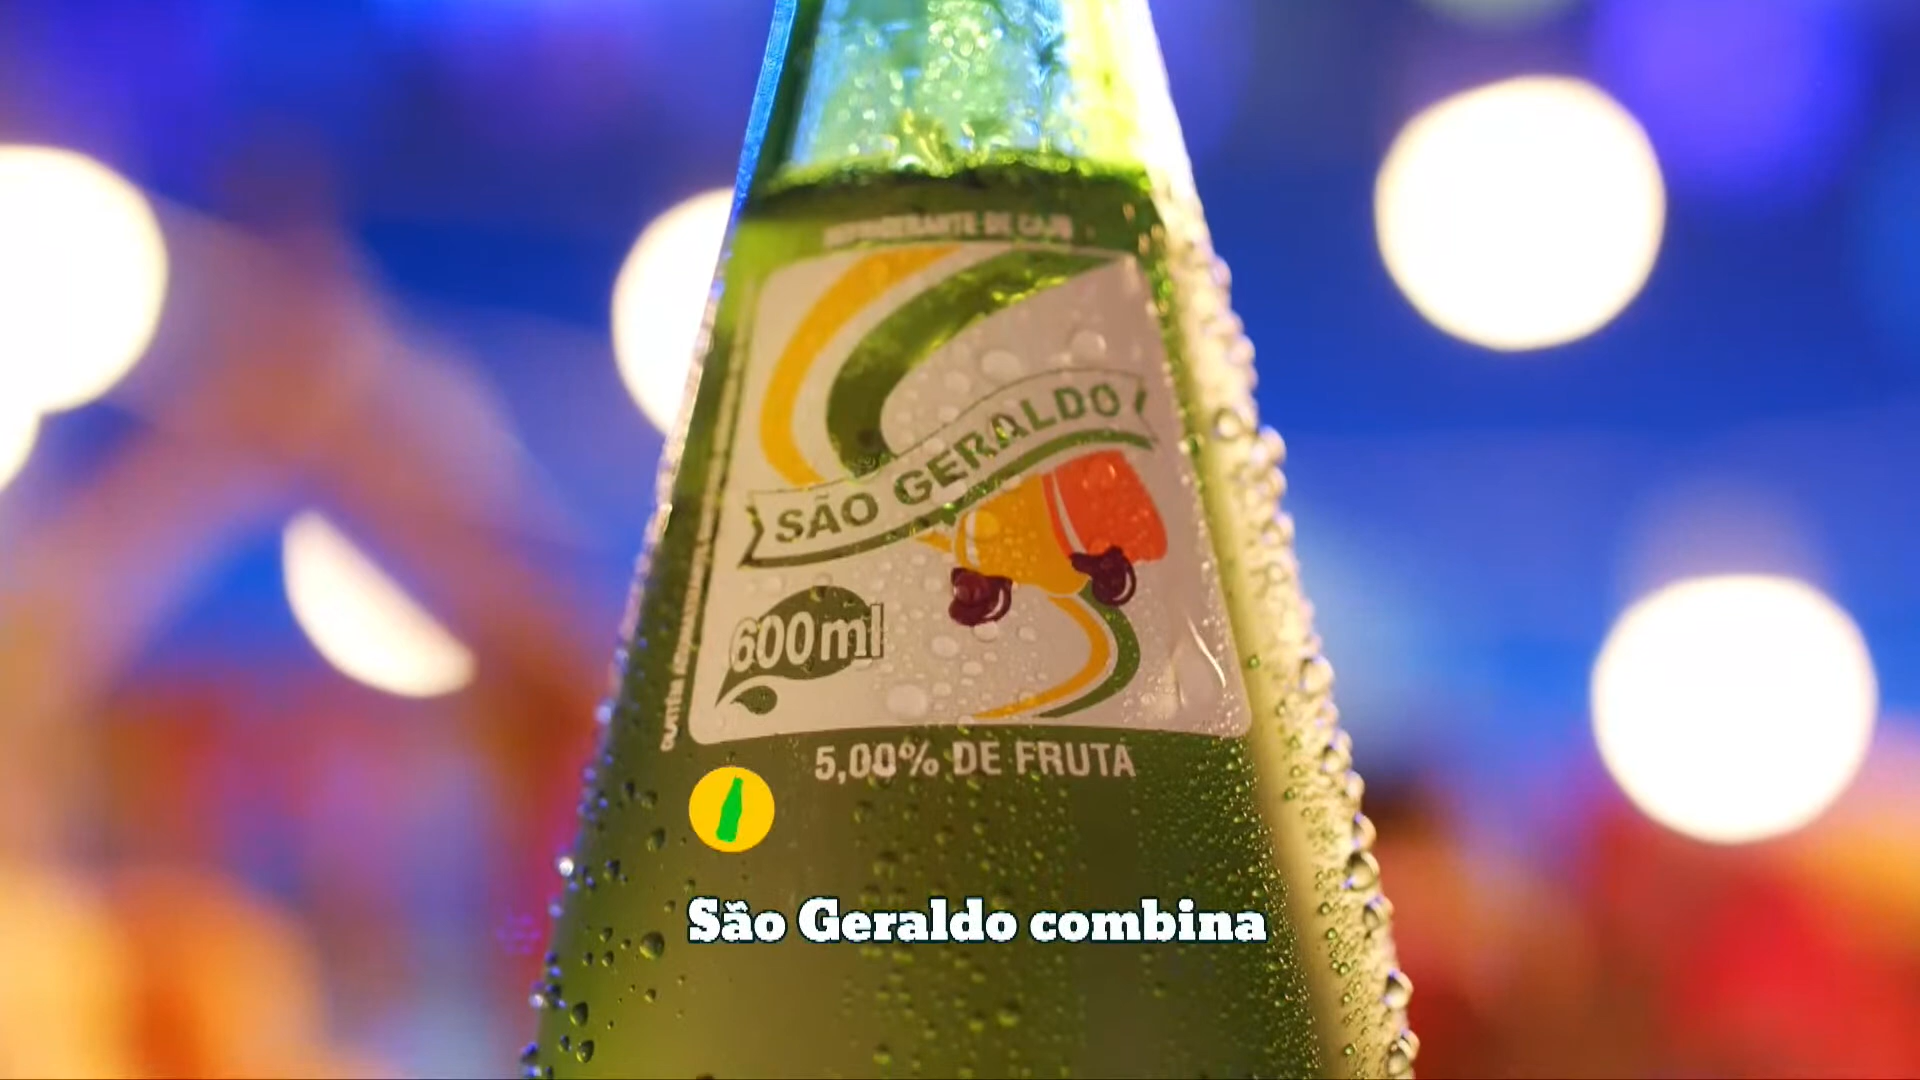 REFRIGERANTE DE CAJU
SÃO GERALDO
600ml
5,00% DE FRUTA
São Geraldo combina